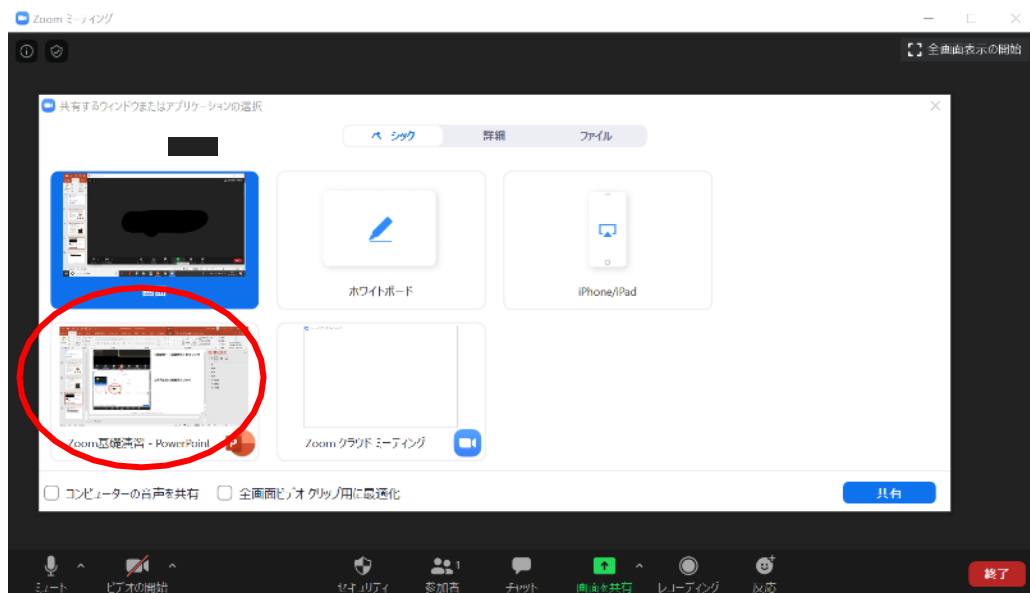 Zoom ミーティング
全画面表示の開始
共有するウィンドウまたはアプリケーションの選択
ベーシック 詳細 ファイル
ホワイトボード
iPhone/iPad
Zoom基礎演習 - PowerPoint
Zoom クラウド ミーティング
コンピューターの音声を共有
全画面ビデオ クリップ用に最適化
共有
ミュート
ビデオの開始
セキュリティ
1
参加者
チャット
画面を共有
レコーディング
反応
終了